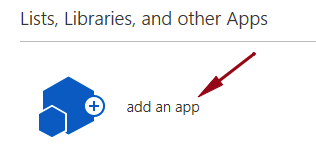 Lists, Libraries, and other Apps
add an app